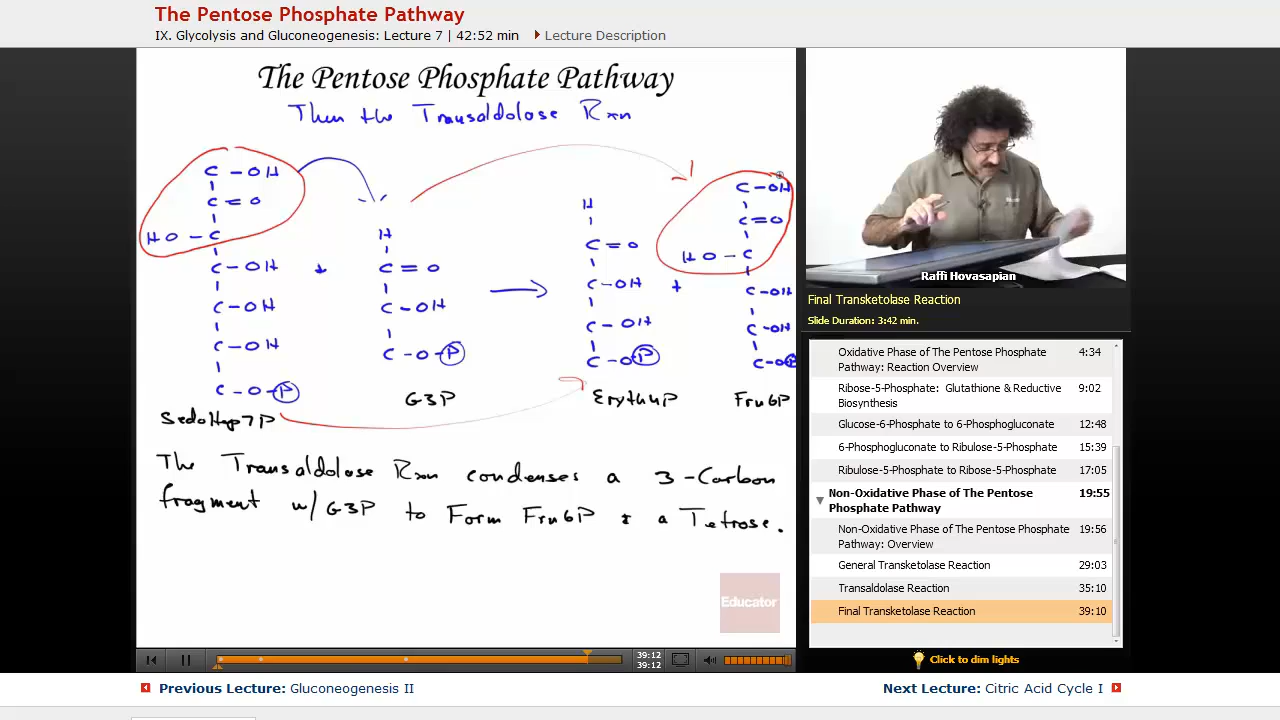 The Pentose Phosphate Pathway
IX. Glycolysis and Gluconeogenesis: Lecture 7 | 42:52 min
Lecture Description
The Pentose Phosphate Pathway
Then the Transaldolase Rxn
C - OH
C = O
HO - C
C - OH
C - OH
C - OH
C - O - P
SedoHep7P
+
H
C = O
C - OH
C - O - P
G3P
H
C = O
C - OH
C - OH
C - O P
Eryth4P
+
C - OH
C = O
HO - C
C - OH
C - OH
C - O P
Fru6P
The Transaldolase Rxn condenses a 3-Carbon
fragment w/ G3P to Form Fru6P & a Tetrose.
Educator
Raffi Hovasapian
Final Transketolase Reaction
Slide Duration: 3:42 min.
Oxidative Phase of The Pentose Phosphate
Pathway: Reaction Overview
4:34
Ribose-5-Phosphate: Glutathione & Reductive
Biosynthesis
9:02
Glucose-6-Phosphate to 6-Phosphogluconate 12:48
6-Phosphogluconate to Ribulose-5-Phosphate 15:39
Ribulose-5-Phosphate to Ribose-5-Phosphate 17:05
Non-Oxidative Phase of The Pentose
Phosphate Pathway
19:55
Non-Oxidative Phase of The Pentose Phosphate
Pathway: Overview
19:56
General Transketolase Reaction 29:03
Transaldolase Reaction 35:10
Final Transketolase Reaction 39:10
39:12
39:12
Click to dim lights
Previous Lecture: Gluconeogenesis II
Next Lecture: Citric Acid Cycle I